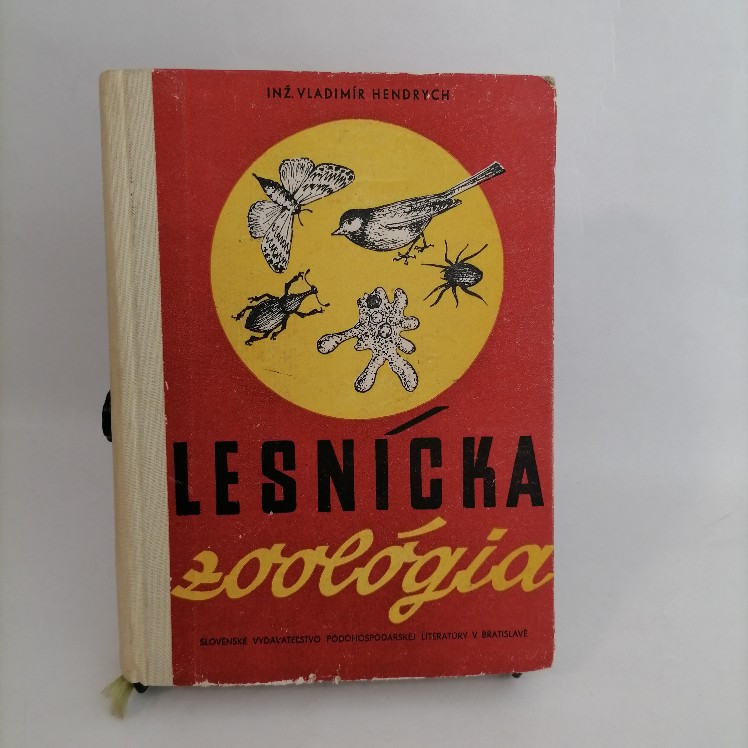 INŽ. VLADIMÍR HENDRYCH
LESNÍCKA
zoológia
SLOVENSKÉ VYDAVATEĽSTVO PÔDOHOSPODÁRSKEJ LITERATÚRY V BRATISLAVE